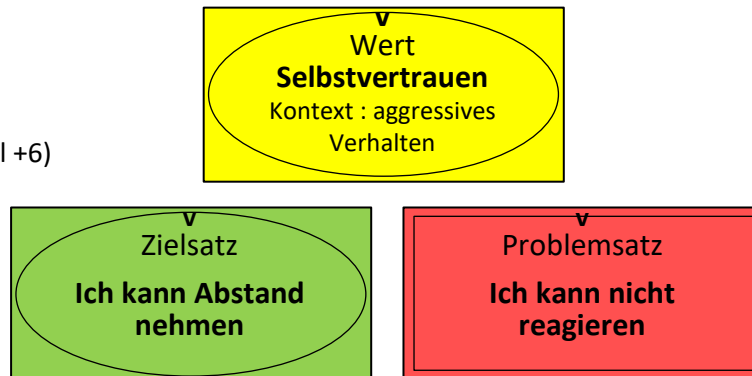 v
Wert
Selbstvertrauen
Kontext : aggressives
Verhalten
l +6)
v
Zielsatz
Ich kann Abstand
nehmen
v
Problemsatz
Ich kann nicht
reagieren